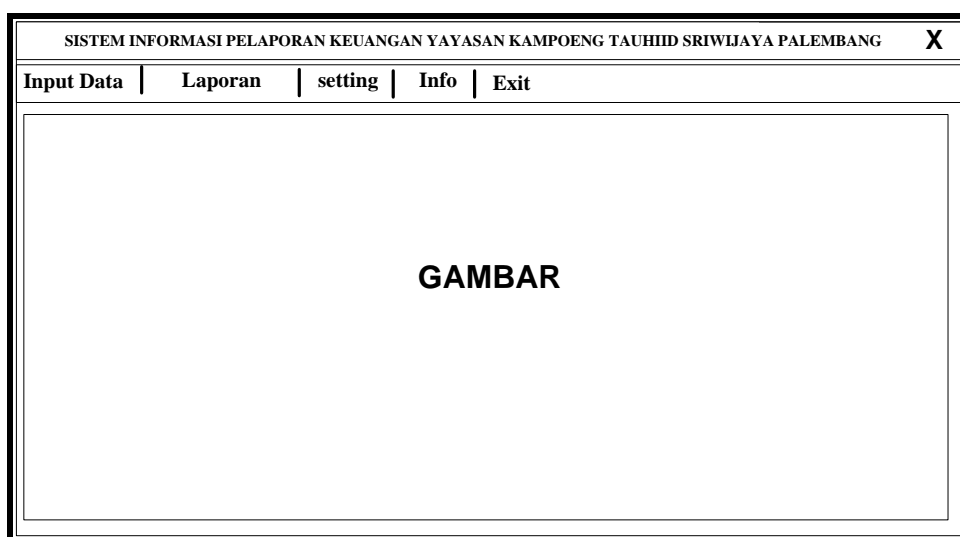 SISTEM INFORMASI PELAPORAN KEUANGAN YAYASAN KAMPOENG TAUHIID SRIWIJAYA PALEMBANG X
Input Data Laporan setting Info Exit
GAMBAR